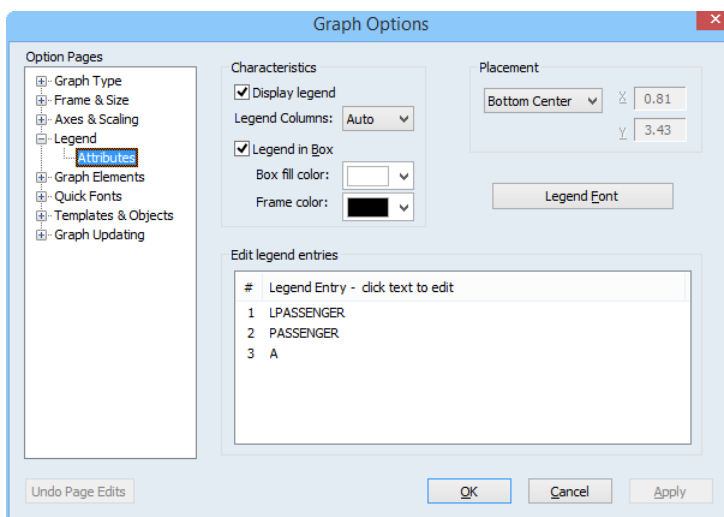 Graph Options
Option Pages
Graph Type
Frame & Size
Axes & Scaling
Legend
Attributes
Graph Elements
Quick Fonts
Templates & Objects
Graph Updating
Characteristics
Display legend
Legend Columns: Auto
Legend in Box
Box fill color:
Frame color:
Placement
Bottom Center
X 0.81
Y 3.43
Legend Font
Edit legend entries
# Legend Entry - click text to edit
1 LPASSENGER
2 PASSENGER
3 A
Undo Page Edits
OK
Cancel
Apply